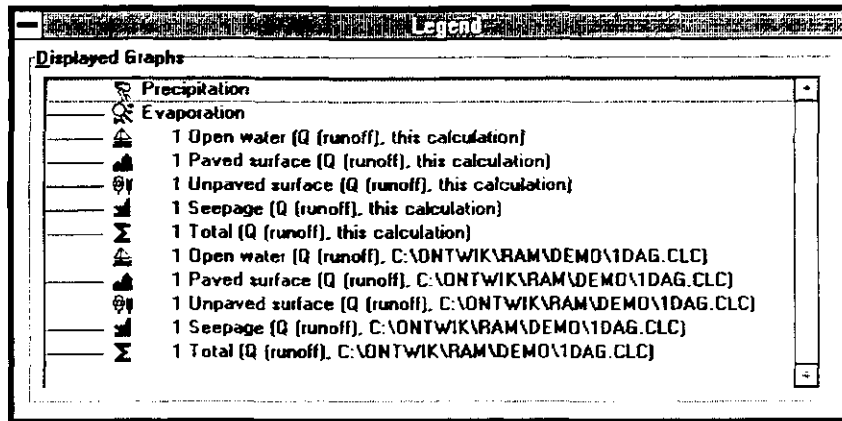 Legend
Displayed Graphs
Precipitation
Evaporation
1 Open water (Q (runoff), this calculation)
1 Paved surface (Q (runoff), this calculation)
1 Unpaved surface (Q (runoff), this calculation)
1 Seepage (Q (runoff), this calculation)
1 Total (Q (runoff), this calculation)
1 Open water (Q (runoff), C:\ONTWIK\RAM\DEMO\1DAG.CLC)
1 Paved surface (Q (runoff), C:\ONTWIK\RAM\DEMO\1DAG.CLC)
1 Unpaved surface (Q (runoff), C:\ONTWIK\RAM\DEMO\1DAG.CLC)
1 Seepage (Q (runoff), C:\ONTWIK\RAM\DEMO\1DAG.CLC)
1 Total (Q (runoff), C:\ONTWIK\RAM\DEMO\1DAG.CLC)